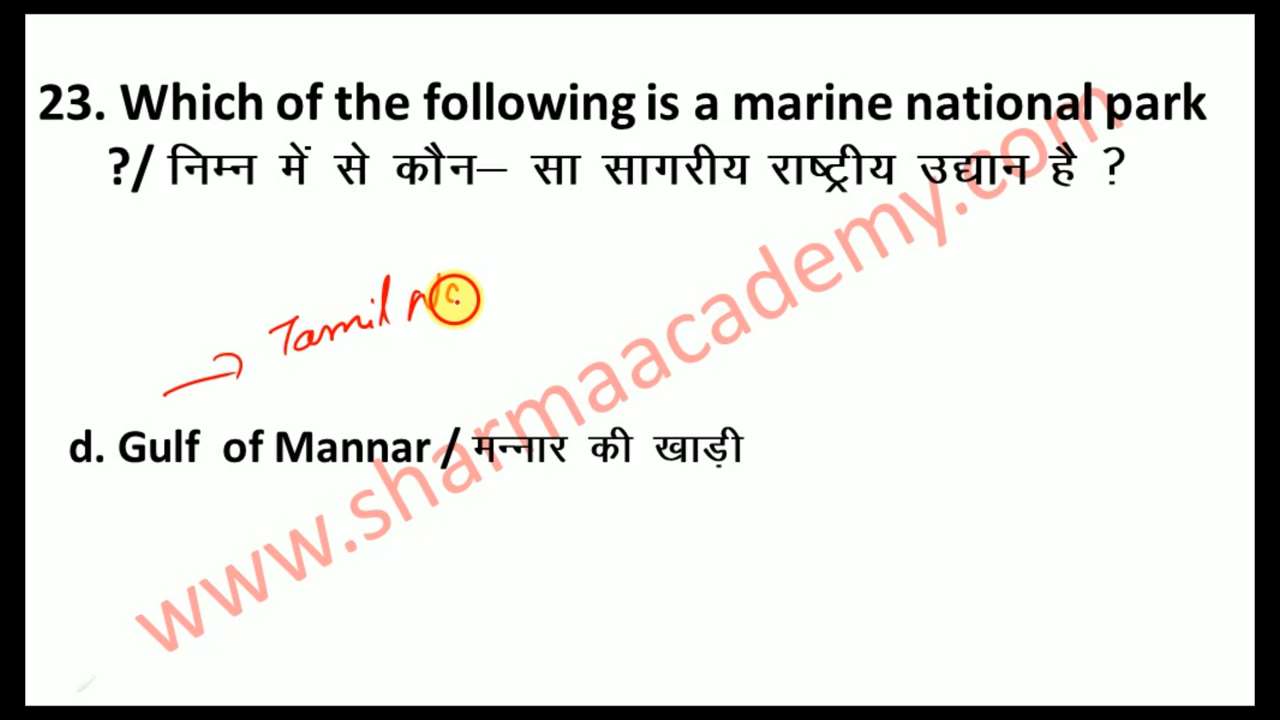 23. Which of the following is a marine national park
?/ निम्न में से कौन– सा सागरीय राष्ट्रीय उद्यान है ?
Tamil
d. Gulf of Mannar / मन्नार की खाड़ी
www.sharmaacademy.com